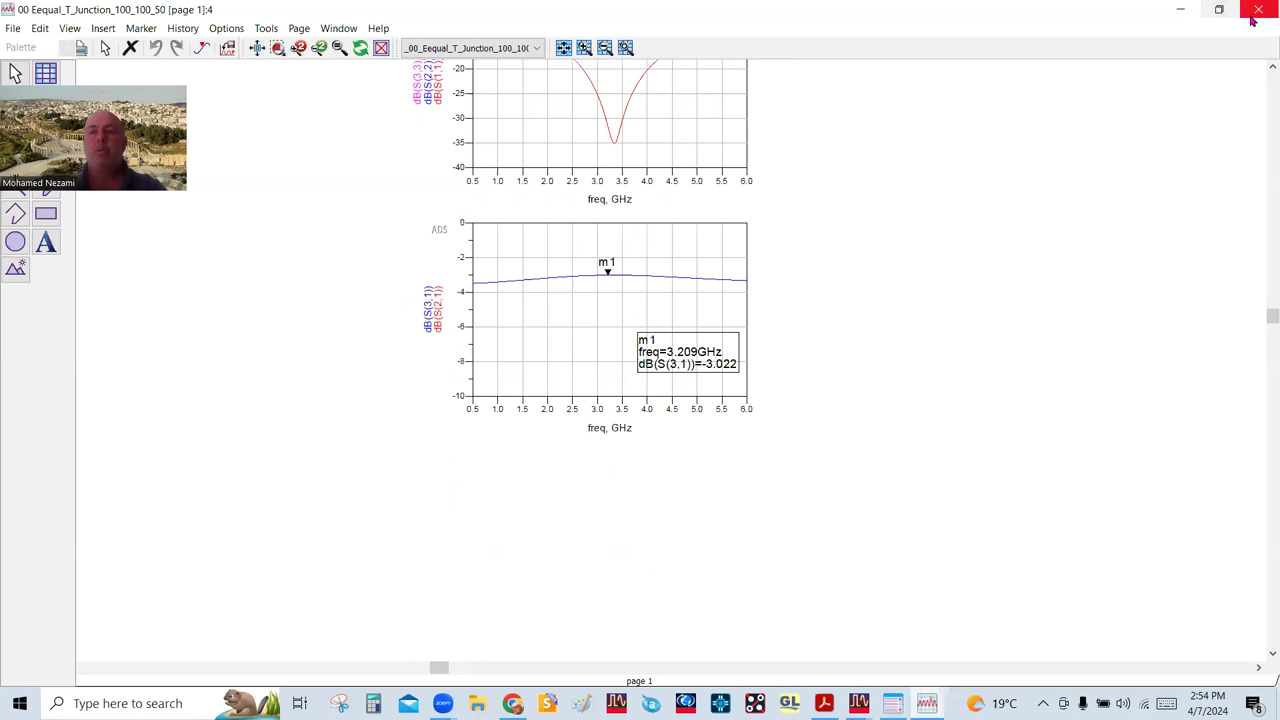 00 Eequal_T_Junction_100_100_50 [page 1]:4
File Edit View Insert Marker History Options Tools Page Window Help
Palette
_00_Eequal_T_Junction_100_10(
Mohamed Nezami
dB(S(3,3)
dB(S(2,2)
dB(S(1,1)
-20
-25
-30
-35
-40
0.5 1.0 1.5 2.0 2.5 3.0 3.5 4.0 4.5 5.0 5.5 6.0
freq, GHz
ADS
dB(S(3,1))
dB(S(2,1))
0
-2
-4
-6
-8
-10
m1
m1
freq=3.209GHz
dB(S(3,1))=-3.022
0.5 1.0 1.5 2.0 2.5 3.0 3.5 4.0 4.5 5.0 5.5 6.0
freq, GHz
page 1
Type here to search
zoom
GL
19°C
2:54 PM
4/7/2024
8